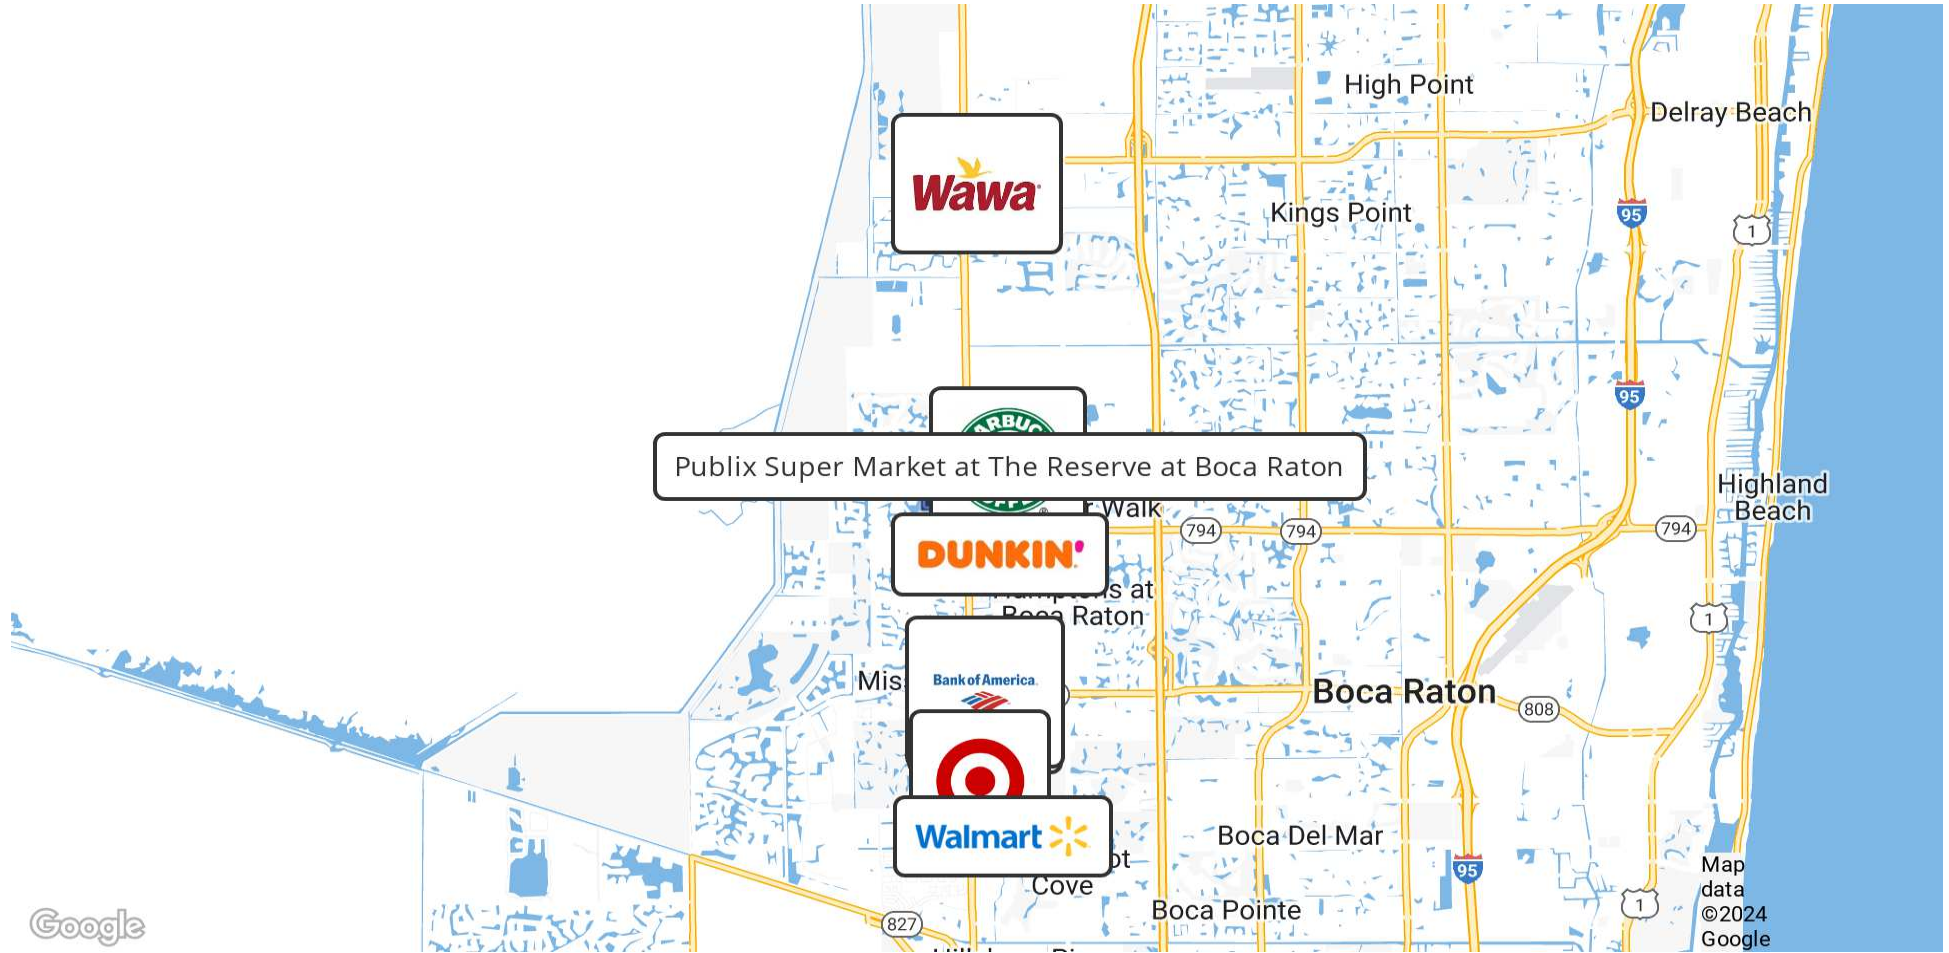 High Point
Delray Beach
Wawa
Kings Point
95
1
95
ARBUC
Publix Super Market at The Reserve at Boca Raton
Highland
Beach
Walk
794
794
794
DUNKIN'
at
Boca Raton
1
Bank of America
Boca Raton
808
Walmart
Boca Del Mar
Cove
95
Map
data
©2024
Google
1
Boca Pointe
827
Google